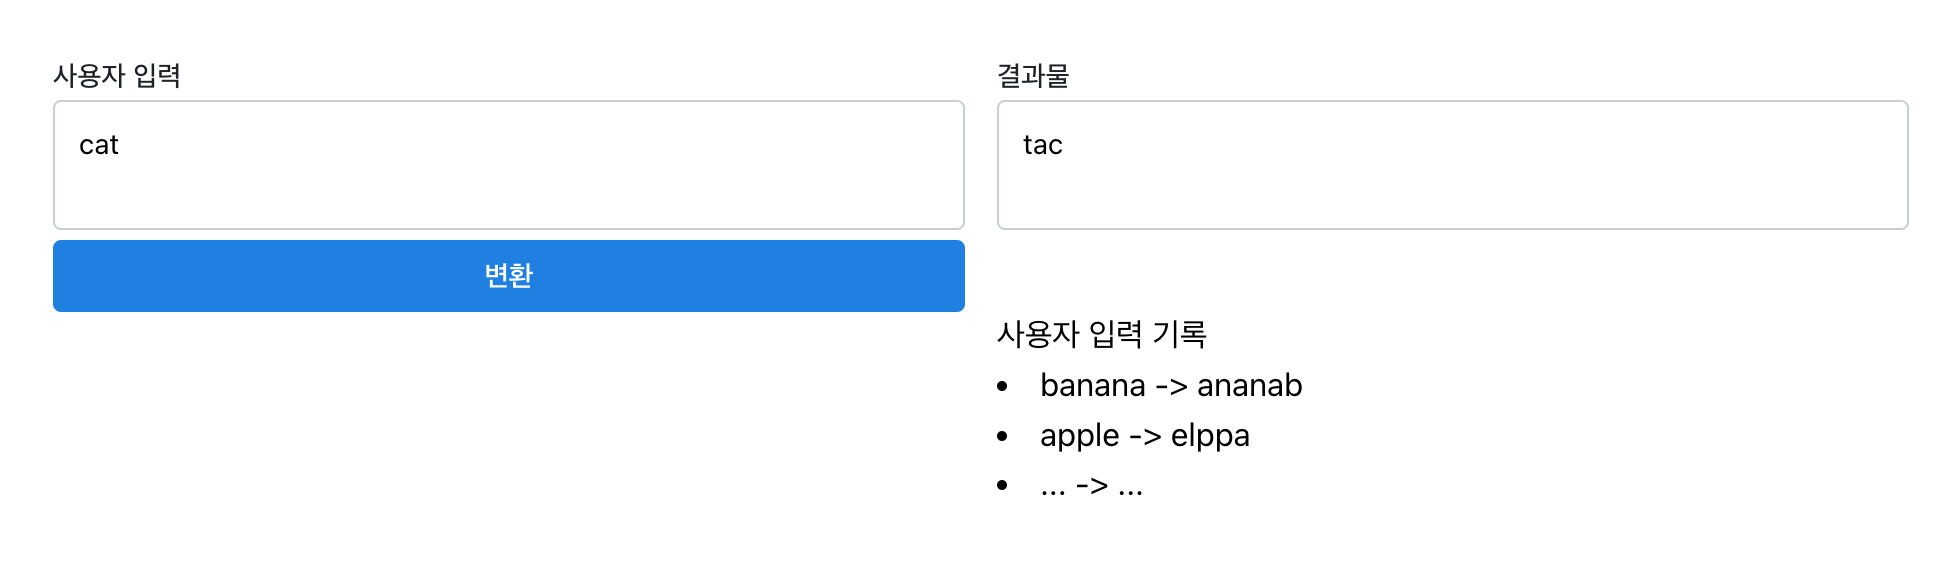 사용자 입력
cat
변환
결과물
tac
사용자 입력 기록
• banana -> ananab
• apple -> elppa
• ... -> ...